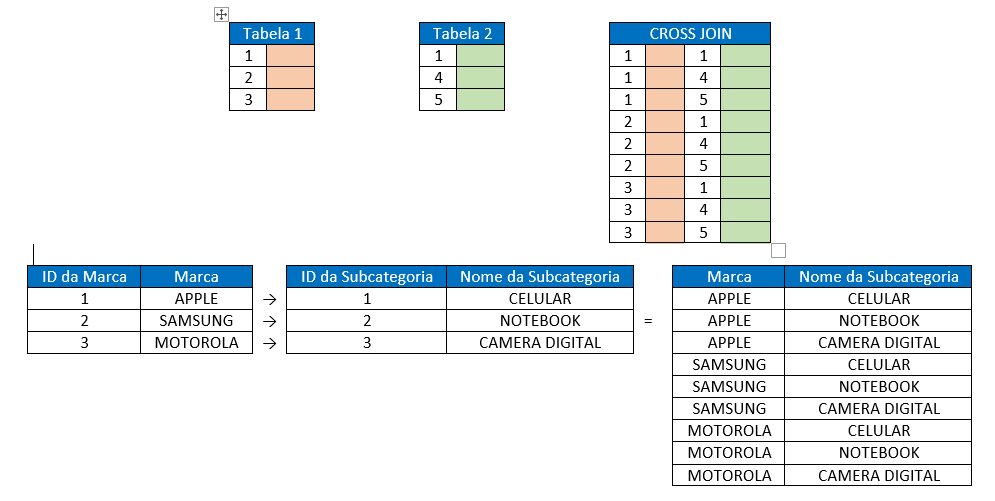 Tabela 1 Tabela 2 CROSS JOIN
1 1 1 1
2 4 1 4
3 5 1 5
2 1
2 4
2 5
3 1
3 4
3 5
ID da Marca Marca ID da Subcategoria Nome da Subcategoria Marca Nome da Subcategoria
1 APPLE → 1 CELULAR APPLE CELULAR
2 SAMSUNG → 2 NOTEBOOK = APPLE NOTEBOOK
3 MOTOROLA → 3 CAMERA DIGITAL APPLE CAMERA DIGITAL
SAMSUNG CELULAR
SAMSUNG NOTEBOOK
SAMSUNG CAMERA DIGITAL
MOTOROLA CELULAR
MOTOROLA NOTEBOOK
MOTOROLA CAMERA DIGITAL